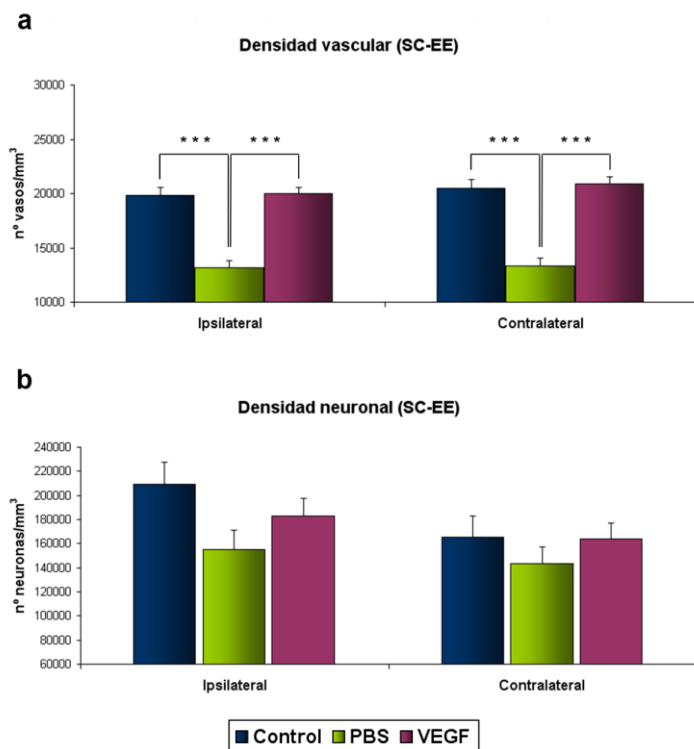 a
Densidad vascular (SC-EE)
30000
25000
20000
15000
10000
nº vasos/mm³
* * *
* * *
* * *
* * *
Ipsilateral
Contralateral
b
Densidad neuronal (SC-EE)
240000
220000
200000
180000
160000
140000
120000
100000
80000
60000
nº neuronas/mm³
Ipsilateral
Contralateral
Control PBS VEGF